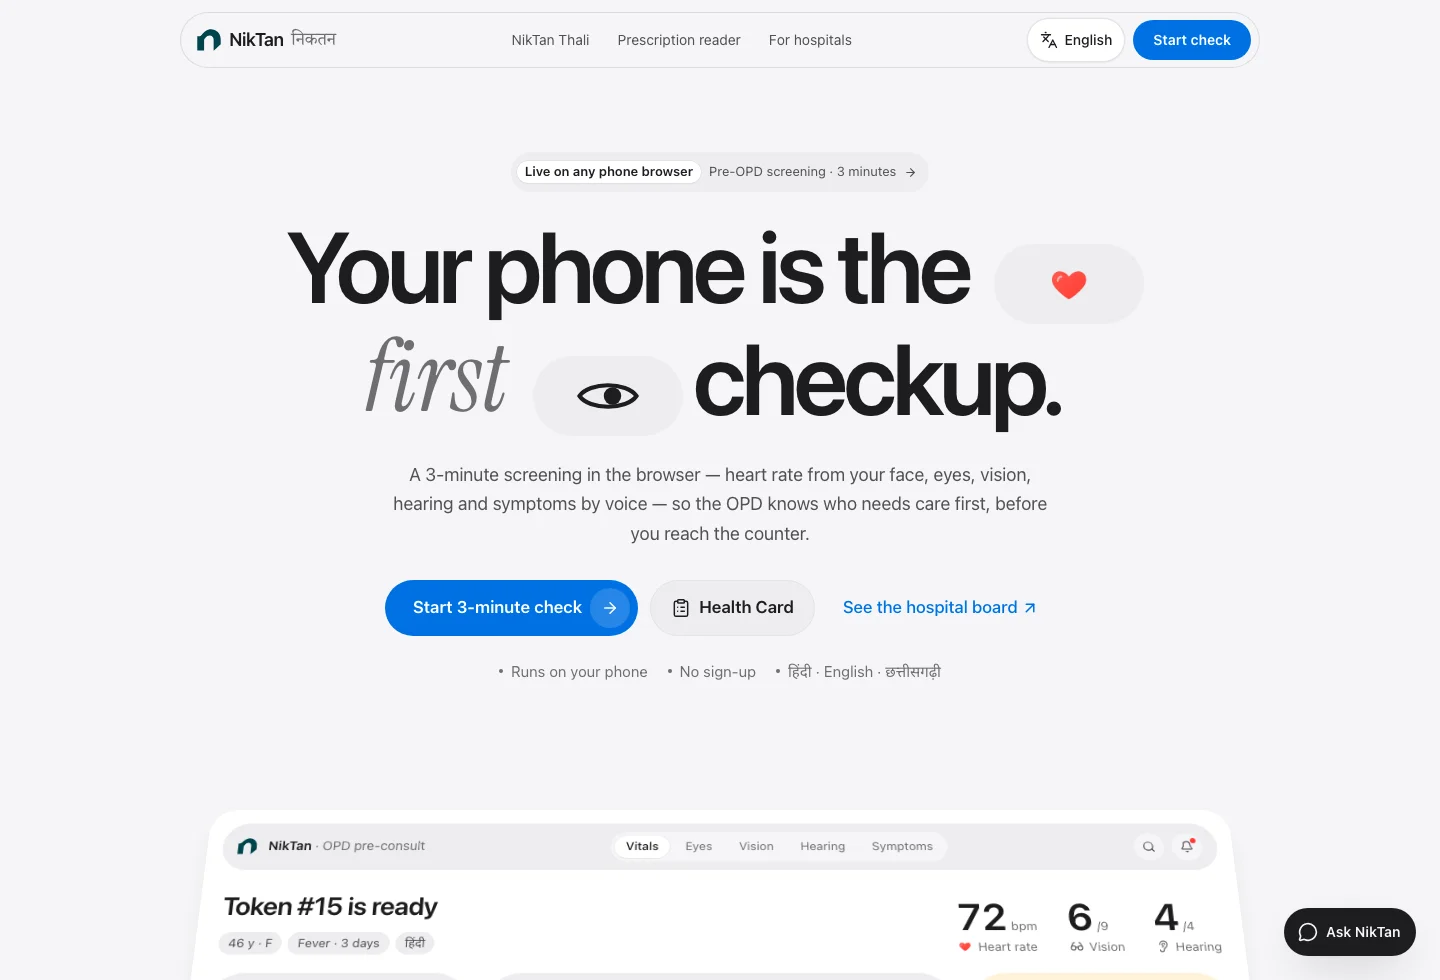 NikTan निकतन
NikTan Thali
Prescription reader
For hospitals
English
Start check
Live on any phone browser
Pre-OPD screening · 3 minutes →
Your phone is the
first checkup.
A 3-minute screening in the browser — heart rate from your face, eyes, vision,
hearing and symptoms by voice — so the OPD knows who needs care first, before
you reach the counter.
Start 3-minute check
Health Card
See the hospital board
• Runs on your phone
• No sign-up
• हिंदी · English · छत्तीसगढ़ी
NikTan · OPD pre-consult
Vitals
Eyes
Vision
Hearing
Symptoms
Token #15 is ready
46 y · F
Fever · 3 days
हिंदी
72 bpm
Heart rate
6 /9
Vision
4 /4
Hearing
Ask NikTan